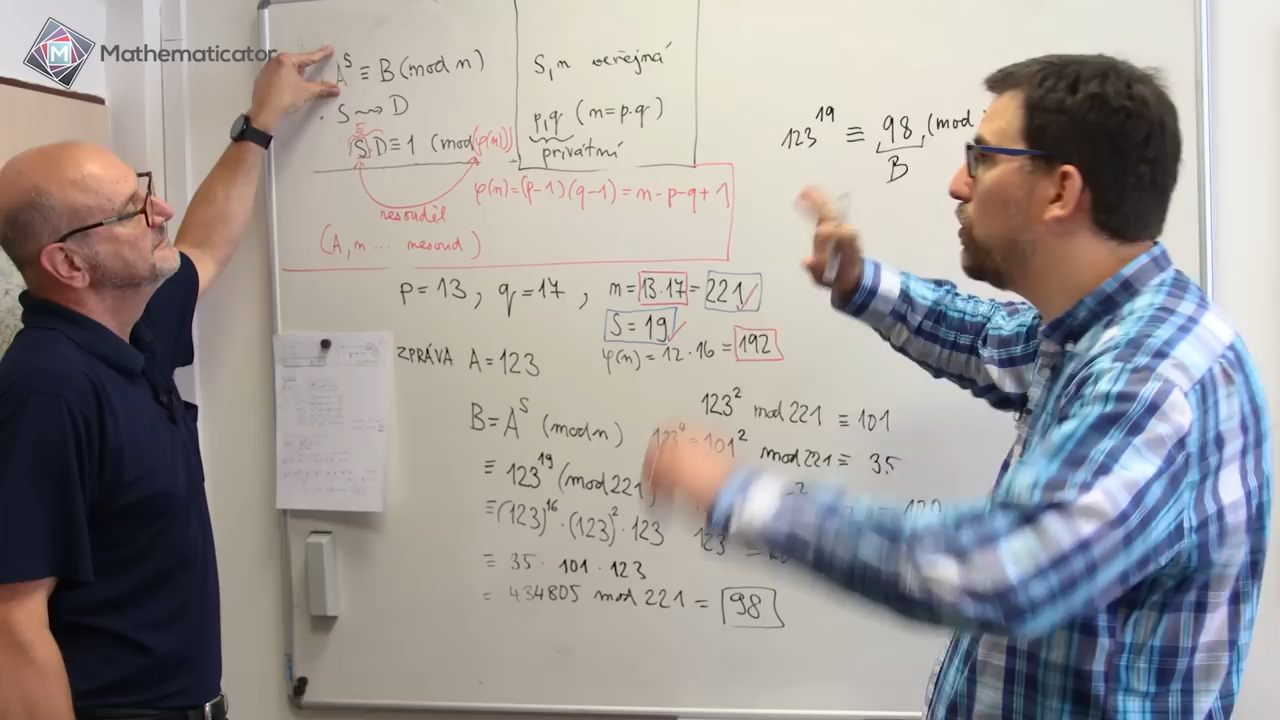 Mathematicator
A^S ≡ B (mod n)
S ⇝ D
E
S·D ≡ 1 (mod φ(n))
nesouděl
(A, n ... nesoud)
S, n veřejná
p, q (n = p·q)
privátní
φ(n) = (p-1)(q-1) = n - p - q + 1
123^19 ≡ 98, (mod
B
p = 13, q = 17, n = 13·17 = 221
S = 19
φ(n) = 12·16 = 192
ZPRÁVA A = 123
B = A^S (mod n)
≡ 123^19 (mod 221
≡ (123)^16 · (123)^2 · 123
≡ 35 · 101 · 123
= 434805 mod 221 = 98
123^2 mod 221 ≡ 101
123^4 = 101^2 mod 221 ≡ 35
123